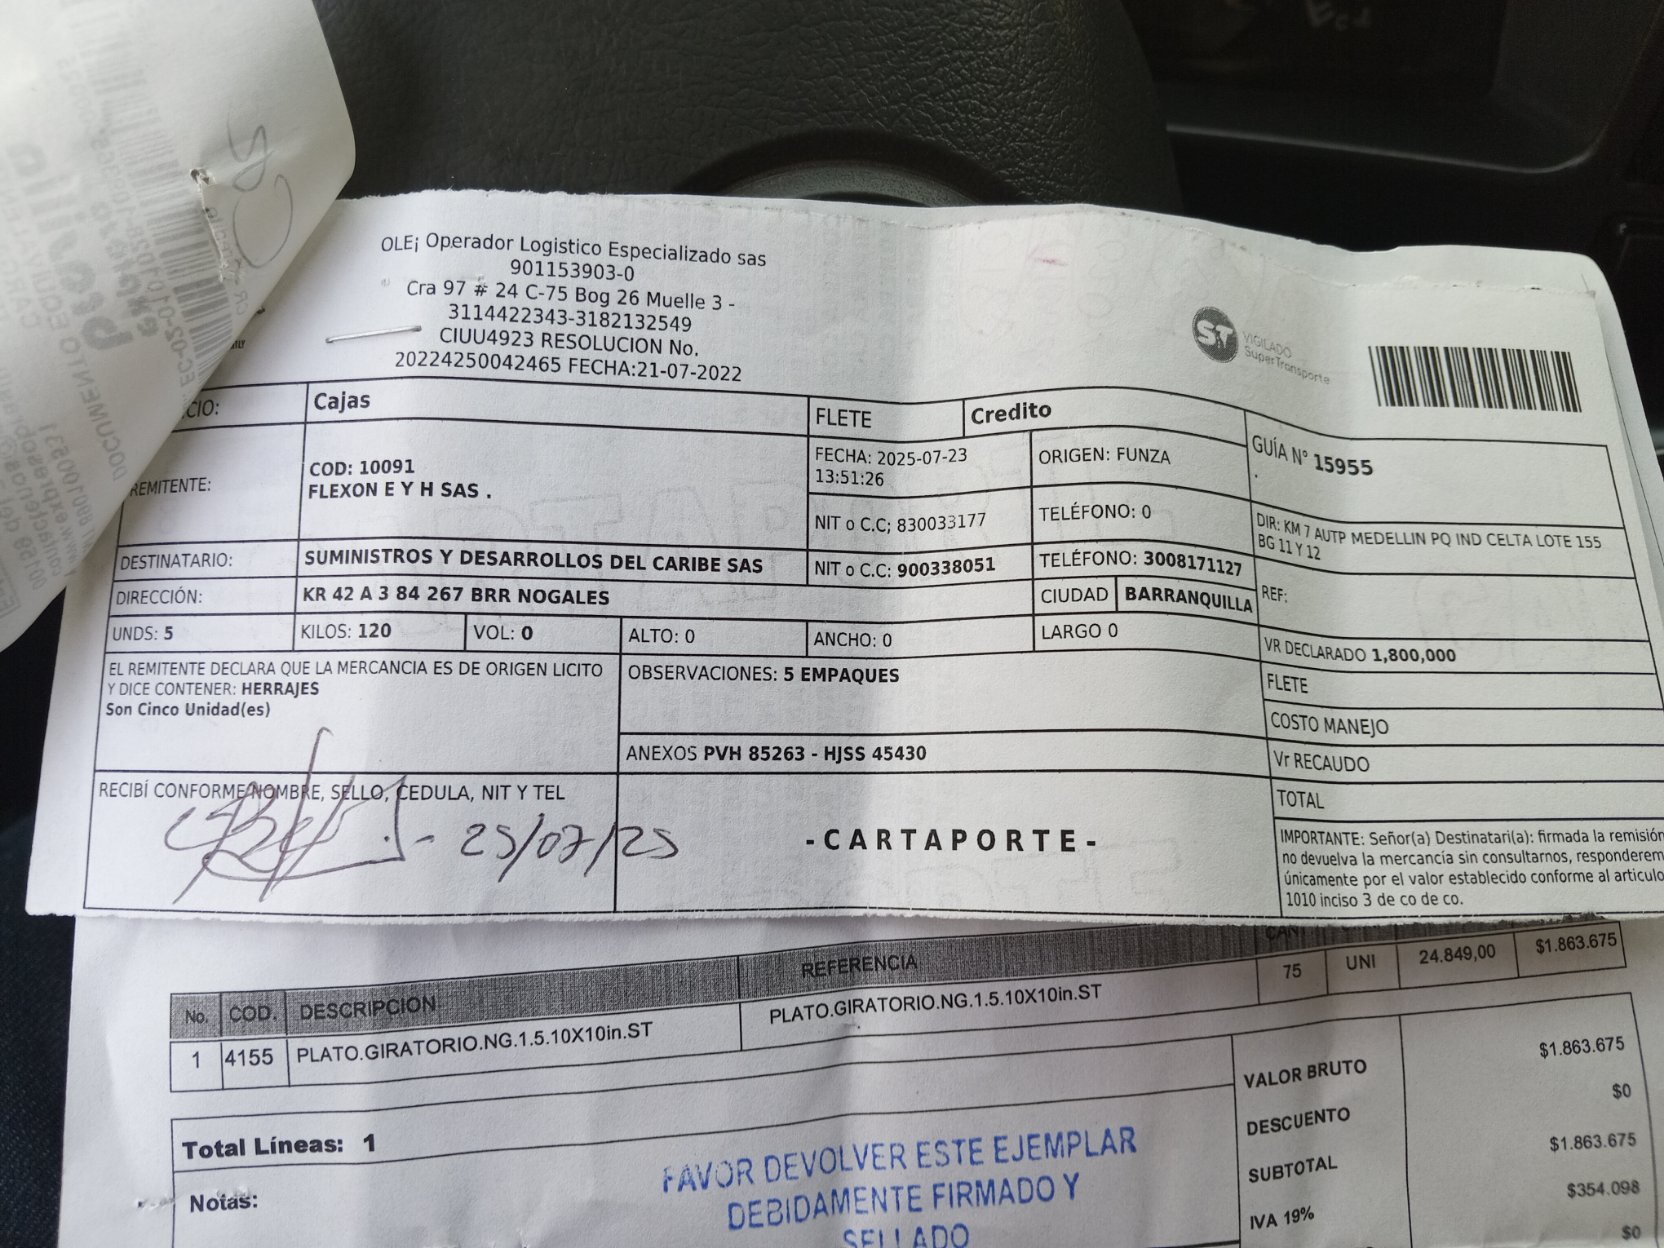 OLE¡ Operador Logistico Especializado sas
901153903-0
Cra 97 # 24 C-75 Bog 26 Muelle 3 -
3114422343-3182132549
CIUU4923 RESOLUCION No.
20224250042465 FECHA:21-07-2022
ST VIGILADO
SuperTransporte
CIO: Cajas
FLETE Credito
GUÍA N° 15955
.
REMITENTE:
COD: 10091
FLEXON E Y H SAS .
FECHA: 2025-07-23
13:51:26
ORIGEN: FUNZA
NIT o C.C; 830033177
TELÉFONO: 0
DIR: KM 7 AUTP MEDELLIN PQ IND CELTA LOTE 155
BG 11 Y 12
DESTINATARIO: SUMINISTROS Y DESARROLLOS DEL CARIBE SAS
NIT o C.C: 900338051
TELÉFONO: 3008171127
DIRECCIÓN: KR 42 A 3 84 267 BRR NOGALES
CIUDAD BARRANQUILLA
REF:
UNDS: 5 KILOS: 120 VOL: 0 ALTO: 0 ANCHO: 0 LARGO 0
VR DECLARADO 1,800,000
EL REMITENTE DECLARA QUE LA MERCANCIA ES DE ORIGEN LICITO
Y DICE CONTENER: HERRAJES
Son Cinco Unidad(es)
OBSERVACIONES: 5 EMPAQUES
FLETE
COSTO MANEJO
ANEXOS PVH 85263 - HJSS 45430
Vr RECAUDO
TOTAL
RECIBÍ CONFORME NOMBRE, SELLO, CEDULA, NIT Y TEL
- 25/07/25
-CARTAPORTE-
IMPORTANTE: Señor(a) Destinatari(a): firmada la remisión
no devuelva la mercancía sin consultarnos, responderem
únicamente por el valor establecido conforme al articulo
1010 inciso 3 de co de co.
No. COD. DESCRIPCION REFERENCIA CAN
1 4155 PLATO.GIRATORIO.NG.1.5.10X10in.ST PLATO.GIRATORIO.NG.1.5.10X10in.ST 75 UNI 24.849,00 $1.863.675
VALOR BRUTO $1.863.675
DESCUENTO $0
SUBTOTAL $1.863.675
IVA 19% $354.098
$0
Total Líneas: 1
Notas:
FAVOR DEVOLVER ESTE EJEMPLAR
DEBIDAMENTE FIRMADO Y
SELLADO